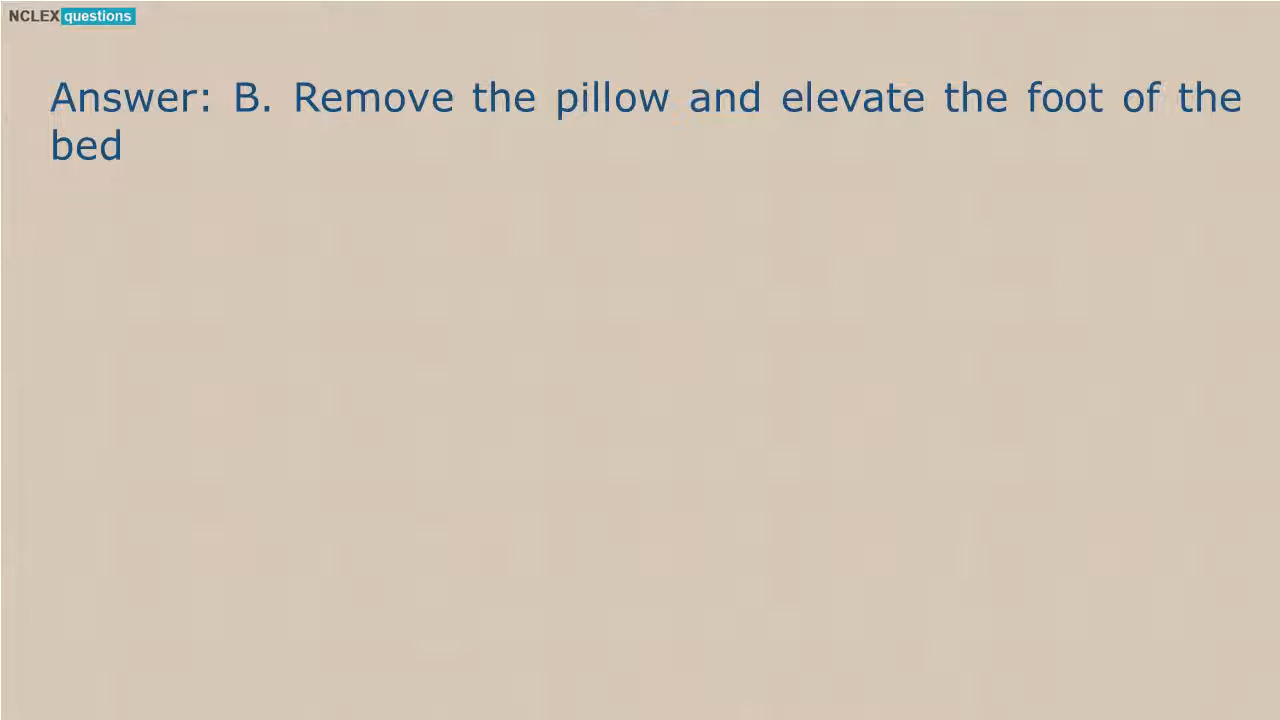 NCLEX questions
Answer: B. Remove the pillow and elevate the foot of the
bed